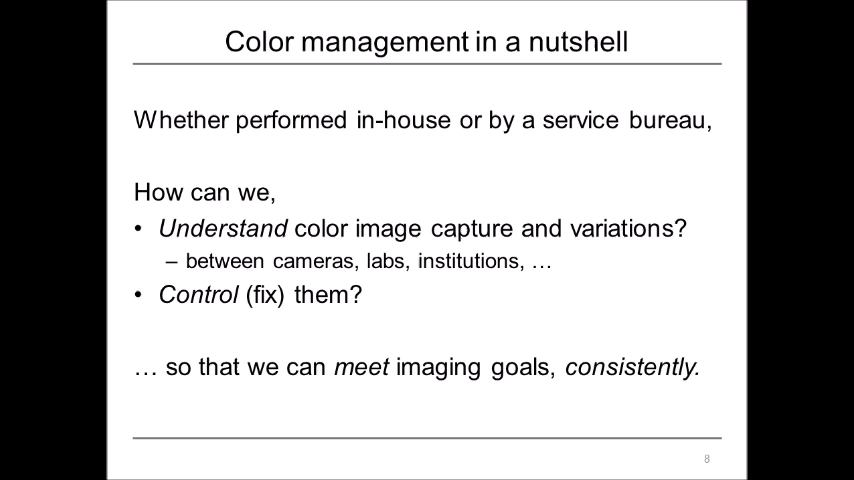 Color management in a nutshell
Whether performed in-house or by a service bureau,
How can we,
• Understand color image capture and variations?
– between cameras, labs, institutions, …
• Control (fix) them?
… so that we can meet imaging goals, consistently.
8